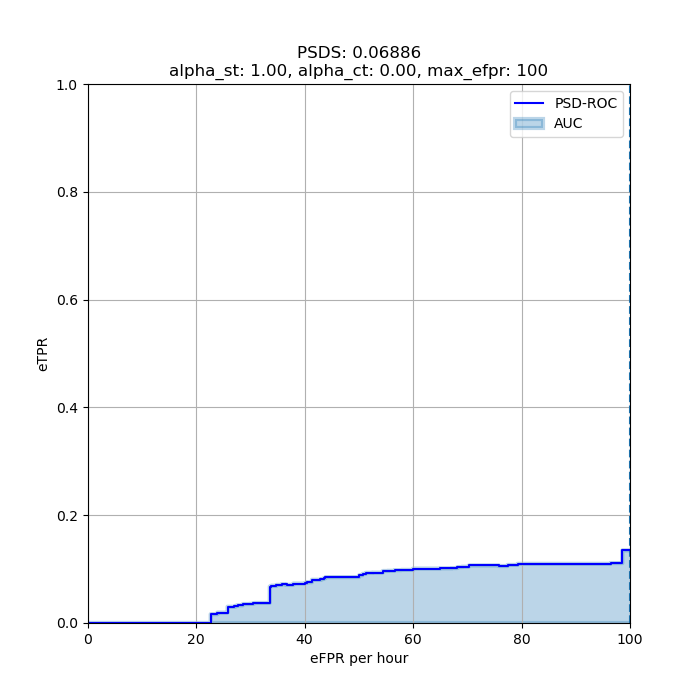 PSDS: 0.06886
alpha_st: 1.00, alpha_ct: 0.00, max_efpr: 100
PSD-ROC
AUC
1.0
0.8
0.6
0.4
0.2
0.0
eTPR
0 20 40 60 80 100
eFPR per hour